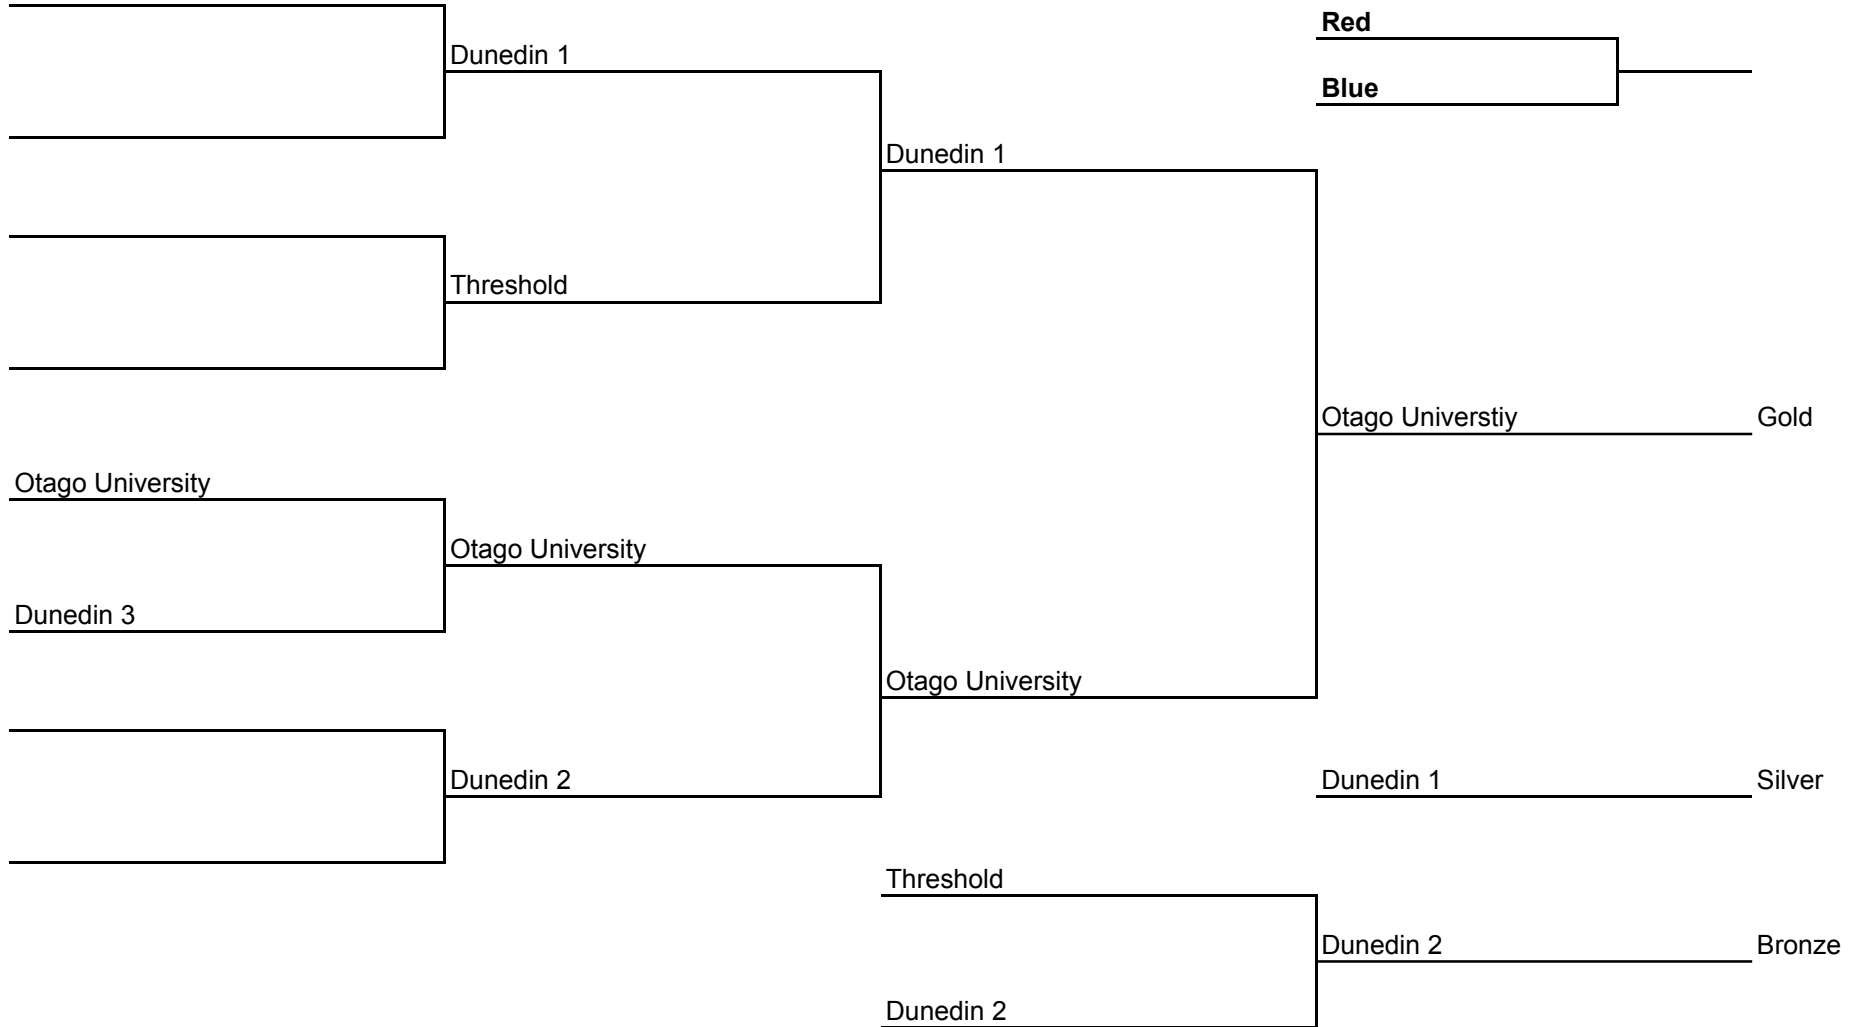 Red
Dunedin 1
Blue
Dunedin 1
Threshold
Otago Universtiy
Gold
Otago University
Otago University
Dunedin 3
Otago University
Dunedin 2
Dunedin 1
Silver
Threshold
Dunedin 2
Bronze
Dunedin 2